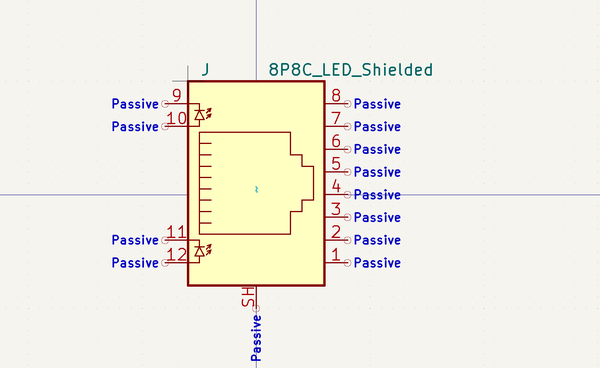 J 8P8C_LED_Shielded
Passive 9 8 Passive
Passive 10 7 Passive
6 Passive
5 Passive
4 Passive
3 Passive
Passive 11 2 Passive
Passive 12 1 Passive
SH
Passive